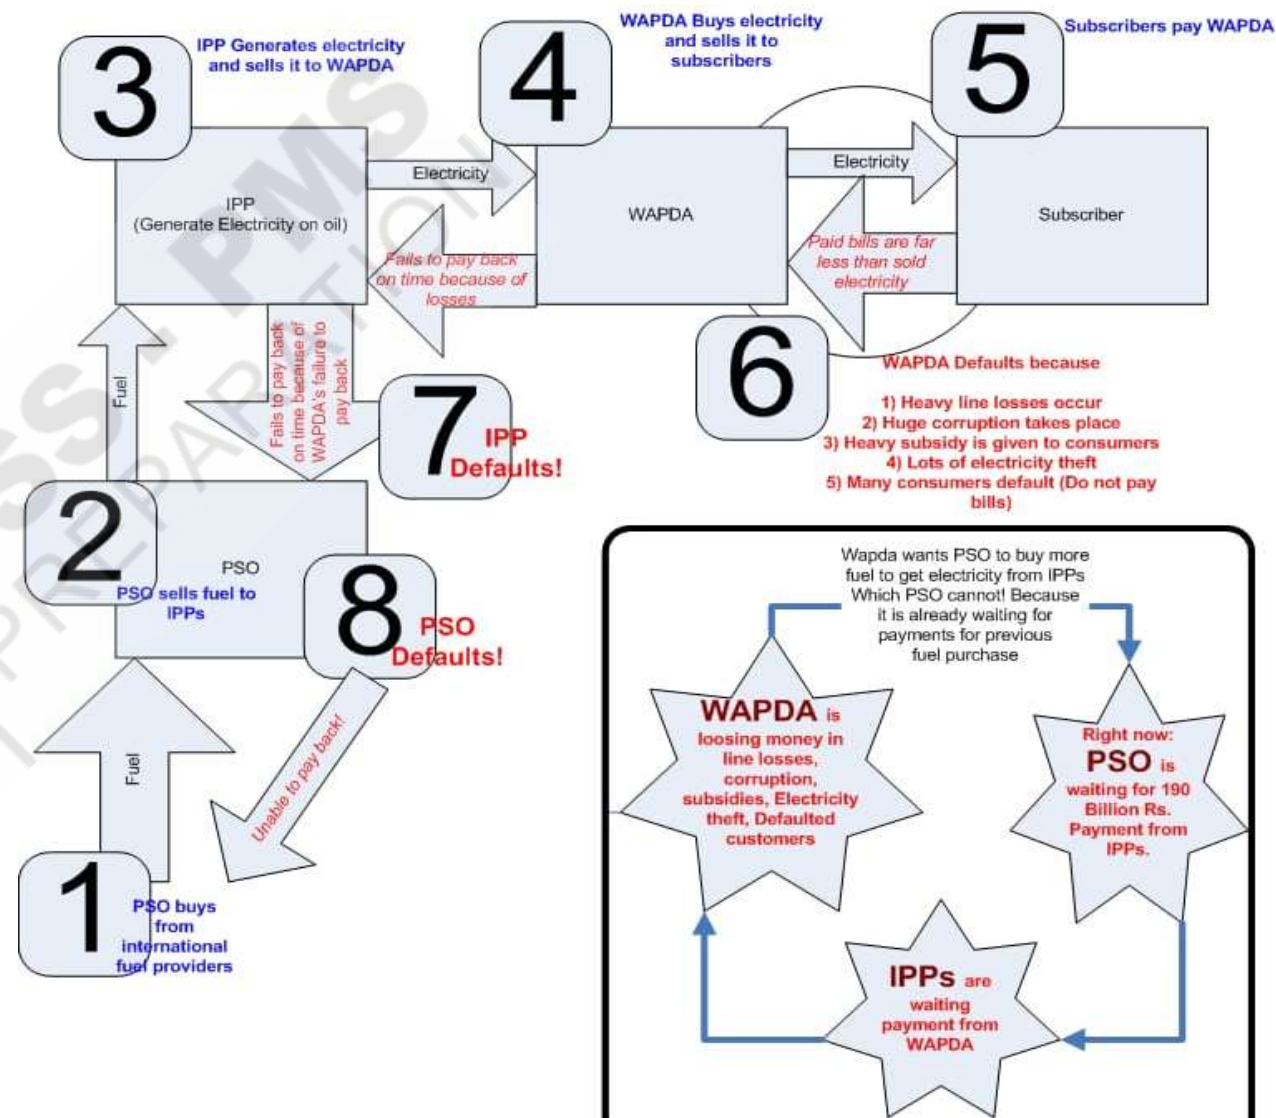 3
IPP Generates electricity
and sells it to WAPDA
4
WAPDA Buys electricity
and sells it to
subscribers
5
Subscribers pay WAPDA
IPP
(Generate Electricity on oil)
Electricity
WAPDA
Electricity
Subscriber
Fails to pay back
on time because of
losses
Paid bills are far
less than sold
electricity
Fuel
Fails to pay back
on time because of
WAPDA's failure to
pay back
6
WAPDA Defaults because
1) Heavy line losses occur
2) Huge corruption takes place
3) Heavy subsidy is given to consumers
4) Lots of electricity theft
5) Many consumers default (Do not pay
bills)
7
IPP
Defaults!
2
PSO
PSO sells fuel to
IPPs
8
PSO
Defaults!
Fuel
Unable to pay back!
1
PSO buys
from
international
fuel providers
Wapda wants PSO to buy more
fuel to get electricity from IPPs
Which PSO cannot! Because
it is already waiting for
payments for previous
fuel purchase
WAPDA is
loosing money in
line losses,
corruption,
subsidies, Electricity
theft, Defaulted
customers
Right now:
PSO is
waiting for 190
Billion Rs.
Payment from
IPPs.
IPPs are
waiting
payment from
WAPDA
PMS
PREPARATION